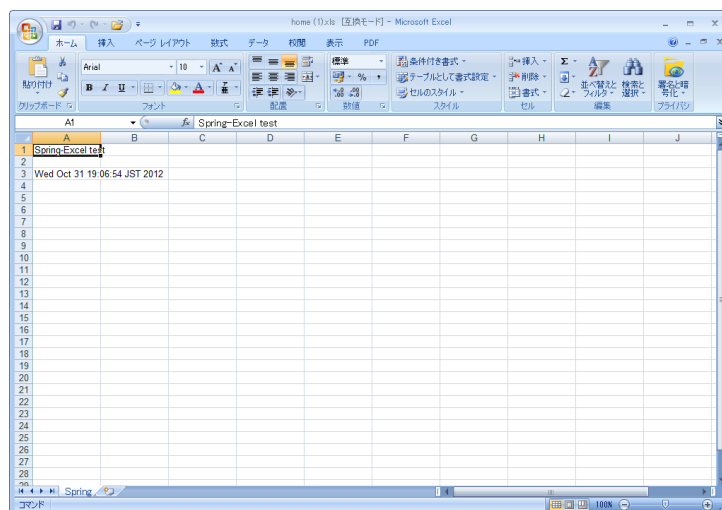 home (1).xls [互換モード] - Microsoft Excel
ホーム 挿入 ページ レイアウト 数式 データ 校閲 表示 PDF
貼り付け
クリップボード
Arial 10
B I U
フォント
配置
標準
数値
条件付き書式
テーブルとして書式設定
セルのスタイル
スタイル
挿入
削除
書式
セル
Σ
並べ替えと フィルタ
検索と 選択
編集
署名と暗 号化
プライバシ
A1 fx Spring-Excel test
A B C D E F G H I J
1 Spring-Excel test
2
3 Wed Oct 31 19:06:54 JST 2012
4
5
6
7
8
9
10
11
12
13
14
15
16
17
18
19
20
21
22
23
24
25
26
27
28
29
Spring
コマンド 100%